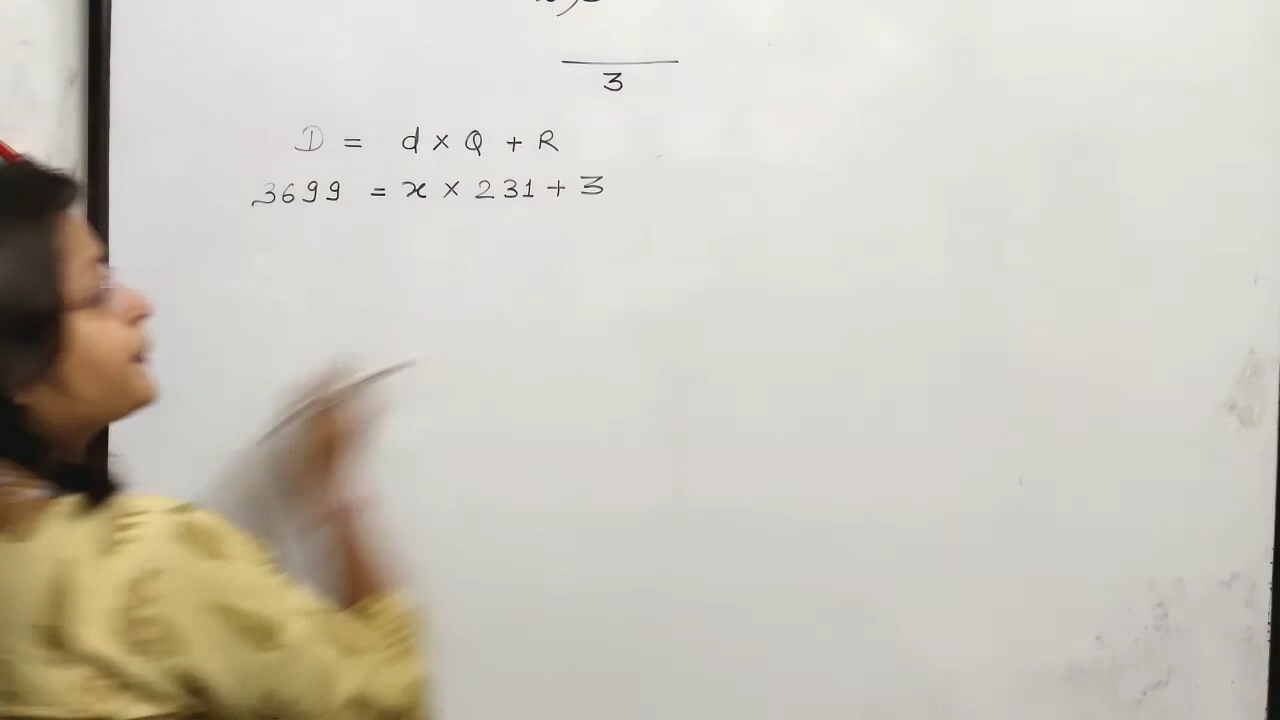 3
D = d × Q + R
3699 = x × 231 + 3